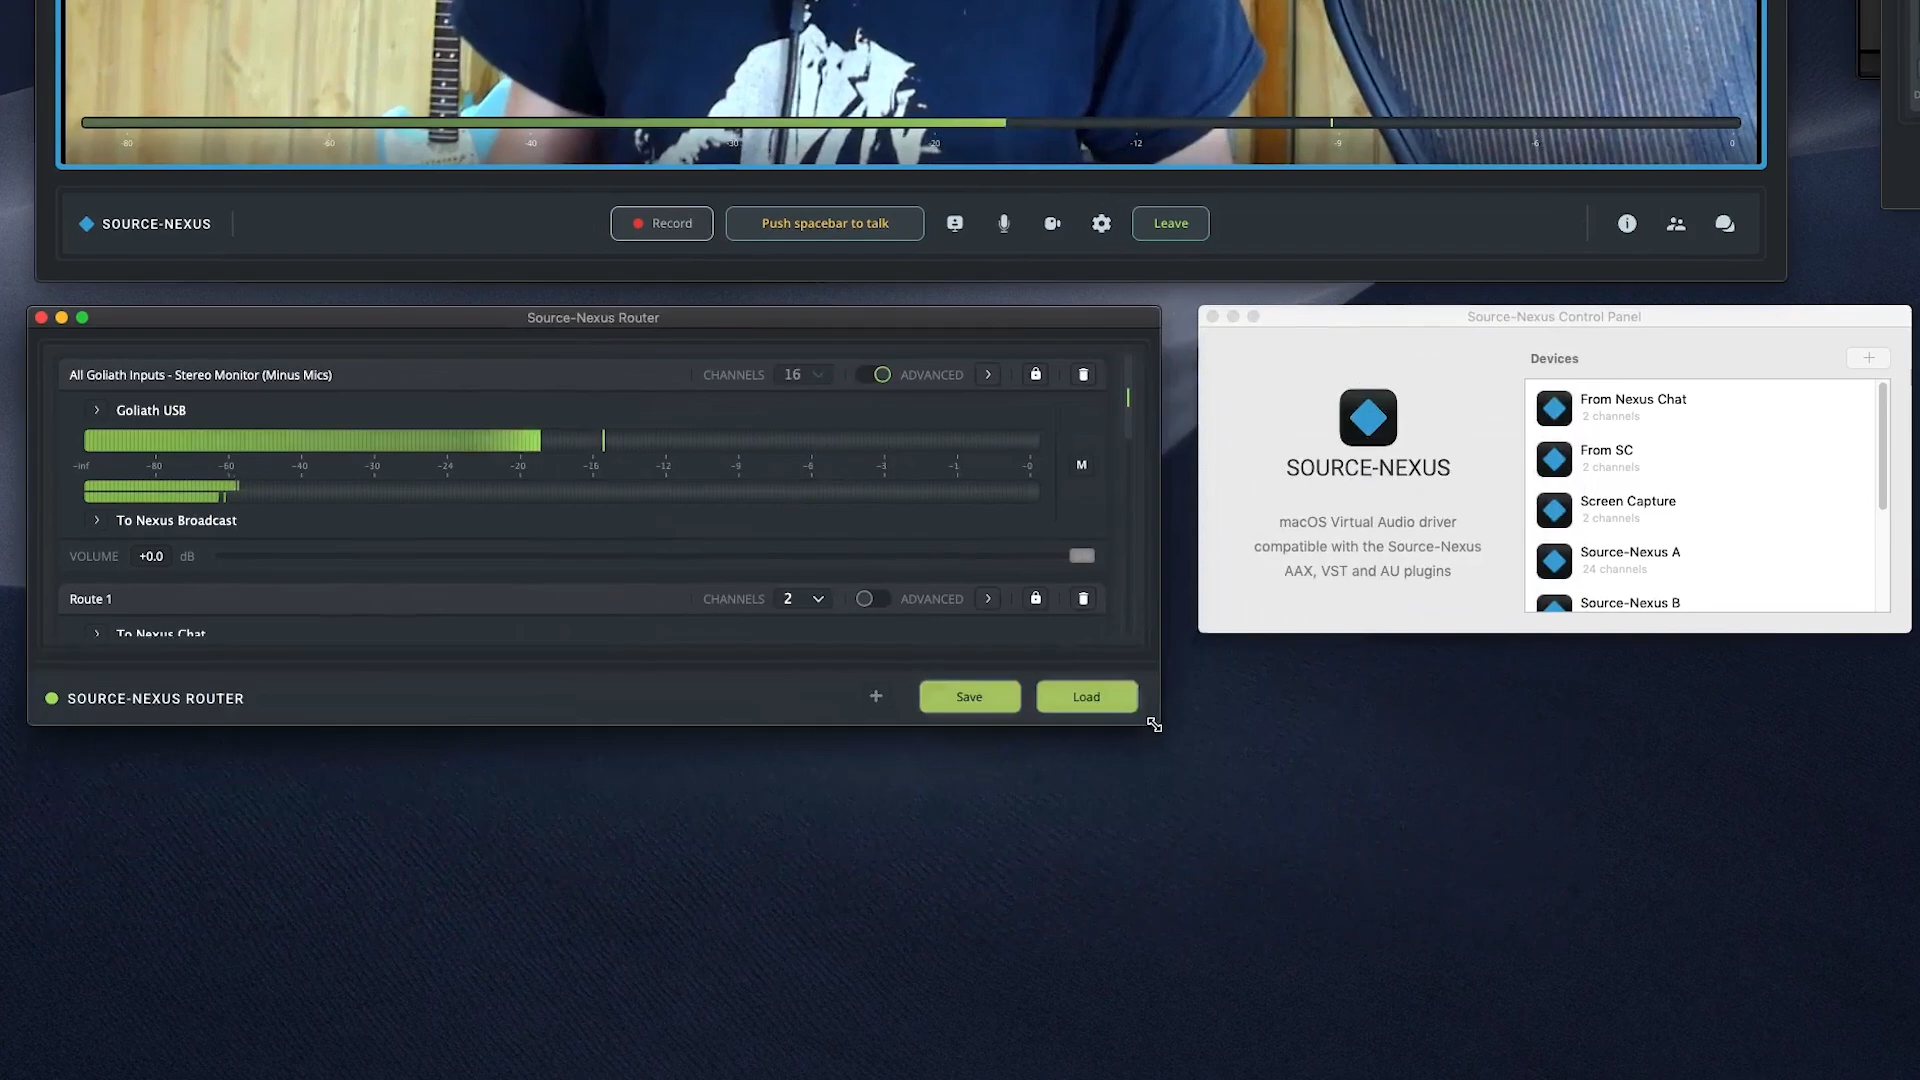 -80 -60 -40 -30 -20 -12 -9 -6 0
SOURCE-NEXUS
Record
Push spacebar to talk
Leave
Source-Nexus Router
All Goliath Inputs - Stereo Monitor (Minus Mics)
CHANNELS 16
ADVANCED
Goliath USB
-inf -80 -60 -40 -30 -24 -20 -16 -12 -9 -6 -3 -1 -0
M
To Nexus Broadcast
VOLUME +0.0 dB
Route 1
CHANNELS 2
ADVANCED
To Nexus Chat
SOURCE-NEXUS ROUTER
+
Save
Load
Source-Nexus Control Panel
SOURCE-NEXUS
macOS Virtual Audio driver
compatible with the Source-Nexus
AAX, VST and AU plugins
Devices
+
From Nexus Chat
2 channels
From SC
2 channels
Screen Capture
2 channels
Source-Nexus A
24 channels
Source-Nexus B